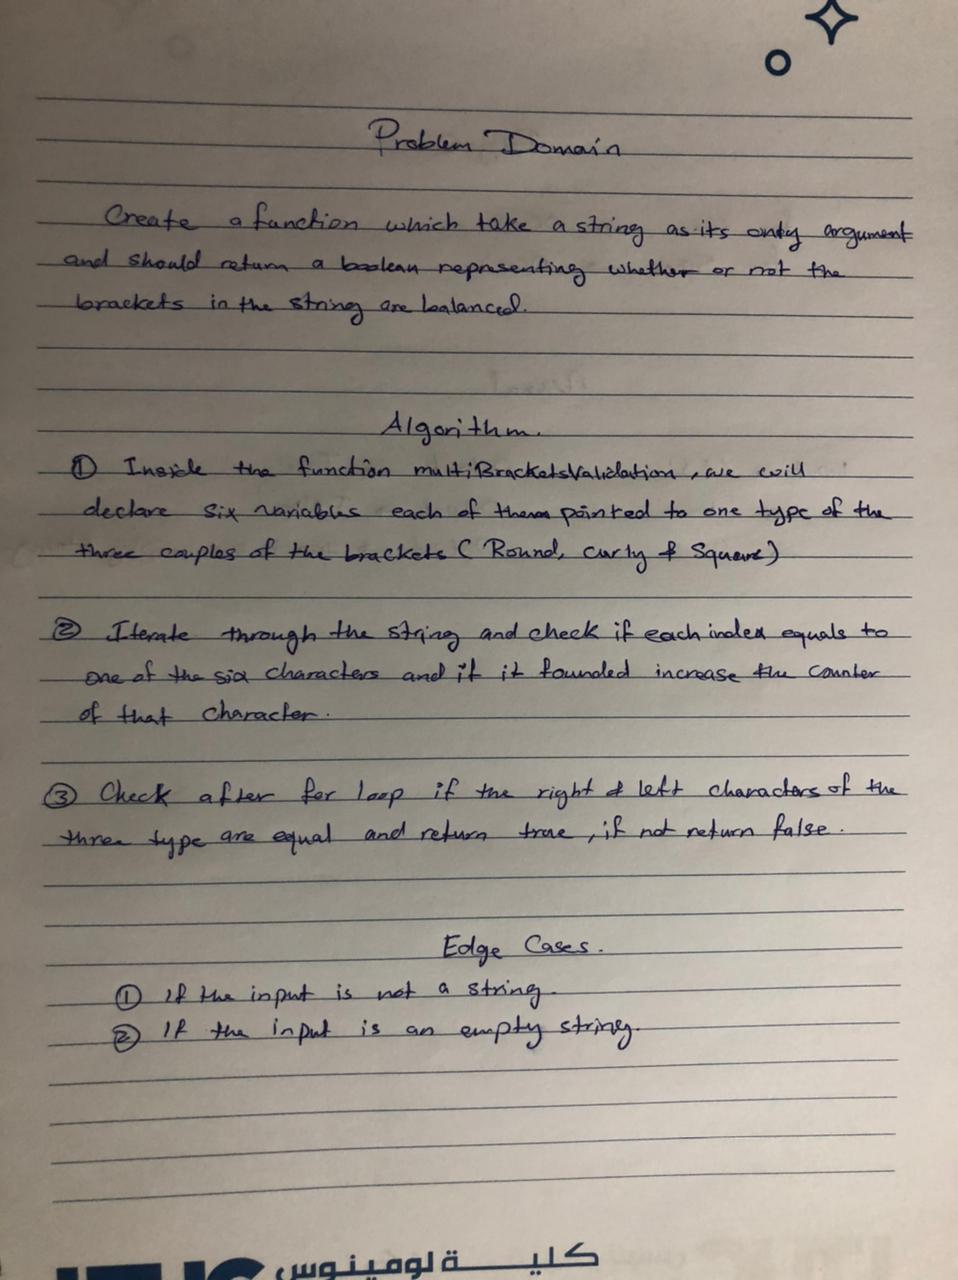 Problem Domain
Create a function which take a string as its only argument
and should return a boolean representing whether or not the
brackets in the string are balanced.
Algorithm.
① Inside the function multiBracketsValidation, we will
declare six variables each of them pointed to one type of the
three couples of the brackets ( Round, curly & Square)
② Iterate through the string and check if each index equals to
one of the six characters and if it founded increase the counter
of that character.
③ Check after for loop if the right & left characters of the
three type are equal and return true, if not return false.
Edge Cases.
① If the input is not a string.
② If the input is an empty string.
كليـــــة لومينوس